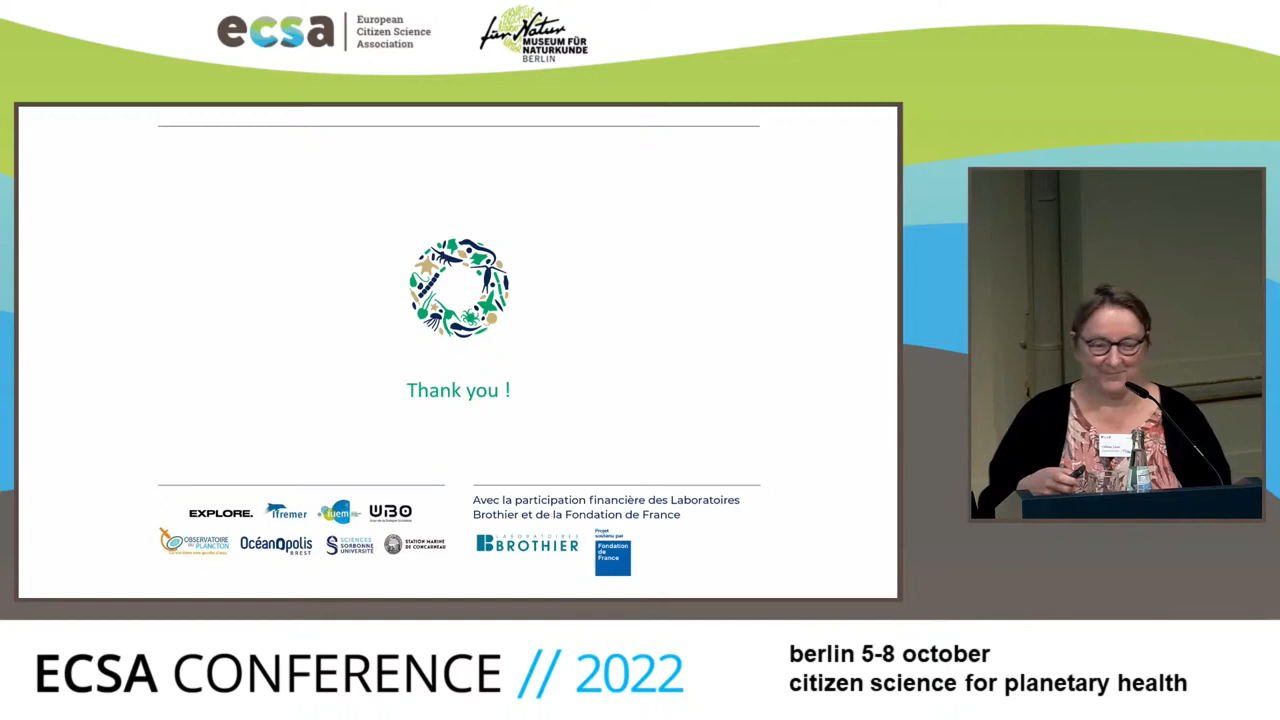 ecsa
European
Citizen Science
Association
für Natur
MUSEUM FÜR
NATURKUNDE
BERLIN
Thank you !
EXPLORE.
Ifremer
iuem
UBO
OBSERVATOIRE
DU PLANCTON
Océanopolis
BREST
SCIENCES
SORBONNE
UNIVERSITÉ
STATION MARINE
DE CONCARNEAU
Avec la participation financière des Laboratoires
Brothier et de la Fondation de France
LABORATOIRES
BROTHIER
Projet
soutenu par
Fondation
de
France
ECSA CONFERENCE // 2022
berlin 5-8 october
citizen science for planetary health